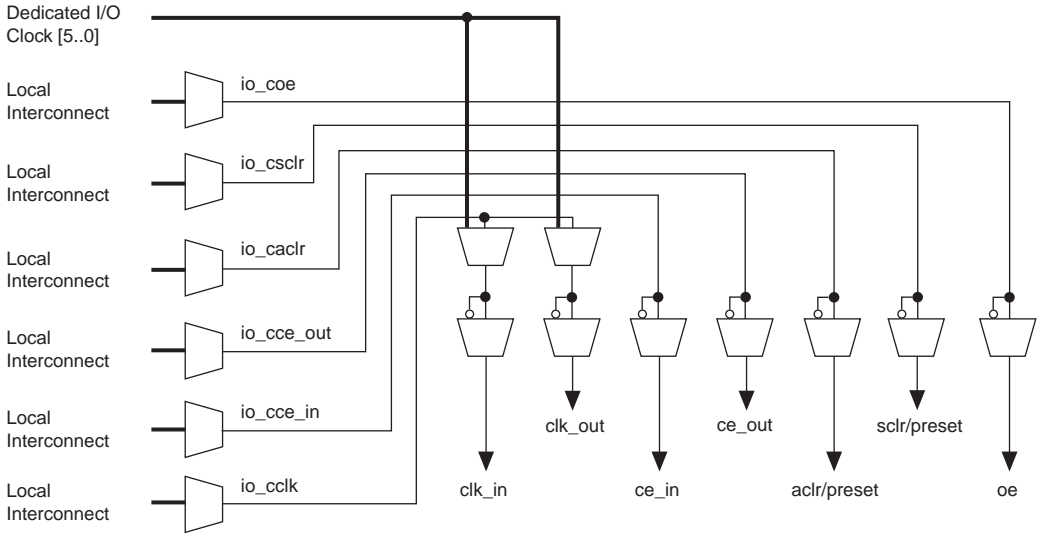 Dedicated I/O
Clock [5..0]
Local
Interconnect
io_coe
Local
Interconnect
io_csclr
Local
Interconnect
io_caclr
Local
Interconnect
io_cce_out
Local
Interconnect
io_cce_in
Local
Interconnect
io_cclk
clk_out
ce_out
sclr/preset
clk_in
ce_in
aclr/preset
oe